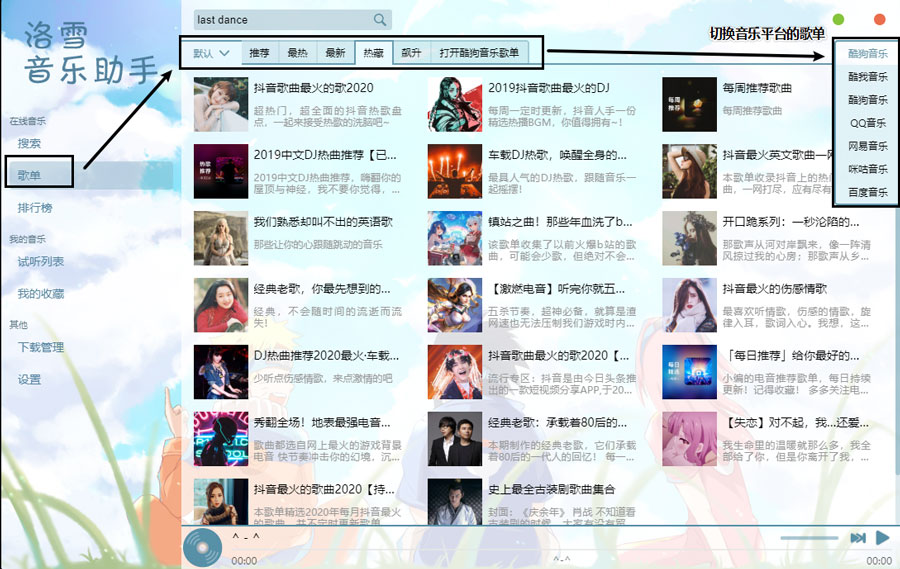 洛雪
音乐助手
last dance
切换音乐平台的歌单
默认
推荐
最热
最新
热藏
飙升
打开酷狗音乐歌单
酷狗音乐
酷我音乐
酷狗音乐
QQ音乐
网易音乐
咪咕音乐
百度音乐
在线音乐
搜索
歌单
排行榜
我的音乐
试听列表
我的收藏
其他
下载管理
设置
抖音歌曲最火的歌2020
超热门，超全面的抖音热歌盘
点，一起来接受热歌的洗脑吧~
2019抖音歌曲最火的DJ
每周一定时更新，抖音人手一份
精选热播BGM，你值得拥有~!
每周推荐歌曲
每周推荐歌曲
2019中文DJ热曲推荐【已...
2019中文DJ热曲推荐，嗨翻你的
屋顶与神经，我不要你觉得，...
车载DJ热歌，唤醒全身的...
最具人气的DJ热歌，跟随音乐一
起摇摆!
抖音最火英文歌曲一网
本歌单收录抖音上的热
曲，一网打尽，应有尽有
我们熟悉却叫不出的英语歌
那些让你的心跟随跳动的音乐
镇站之曲！那些年血洗了b...
该歌单收集了以前火爆b站的歌
曲，可能会少歌，但绝对不会...
开口跪系列：一秒沦陷的...
那歌声从河对岸飘来，像一阵清
风掠过我的心房；那歌声从乡...
经典老歌，你最先想到的...
经典，不会随时间的流逝而流
失!
【激燃电音】听完你就五...
五杀节奏，超神必备，就算是渣
网速也无法压制我们游戏时内...
抖音最火的伤感情歌
最喜欢听情歌，伤感的情歌，旋
律入耳，歌词入心。我想，这...
DJ热曲推荐2020最火·车载...
少听点伤感情歌，来点激情的吧
抖音歌曲最火的歌2020【...
流行专区：抖音是由今日头条推
出的一款短视频分享APP,于20...
「每日推荐」给你最好的...
小编的电音推荐歌单，每日持续
更新！记得收藏！ 多多关注电...
秀翻全场！地表最强电音...
歌曲都选自网上最火的游戏背景
电音 快节奏冲击你的幻境，沉...
经典老歌：承载着80后的...
本期制作的经典老歌，它们承载
着80后的一代人的回忆！ 每一...
【失恋】对不起，我...还爱...
我生命里的温暖就那么多，我全
部给了你，但是你离开了我，...
抖音最火的歌曲2020【持...
本歌单精选2020年每月抖音最火
的歌曲，并不定时更新歌单
史上最全古装剧歌曲集合
封面：《庆余年》 肖战 不知道看
古装剧的时候，大家有没有留
^ - ^
00:00
^-^
00:00